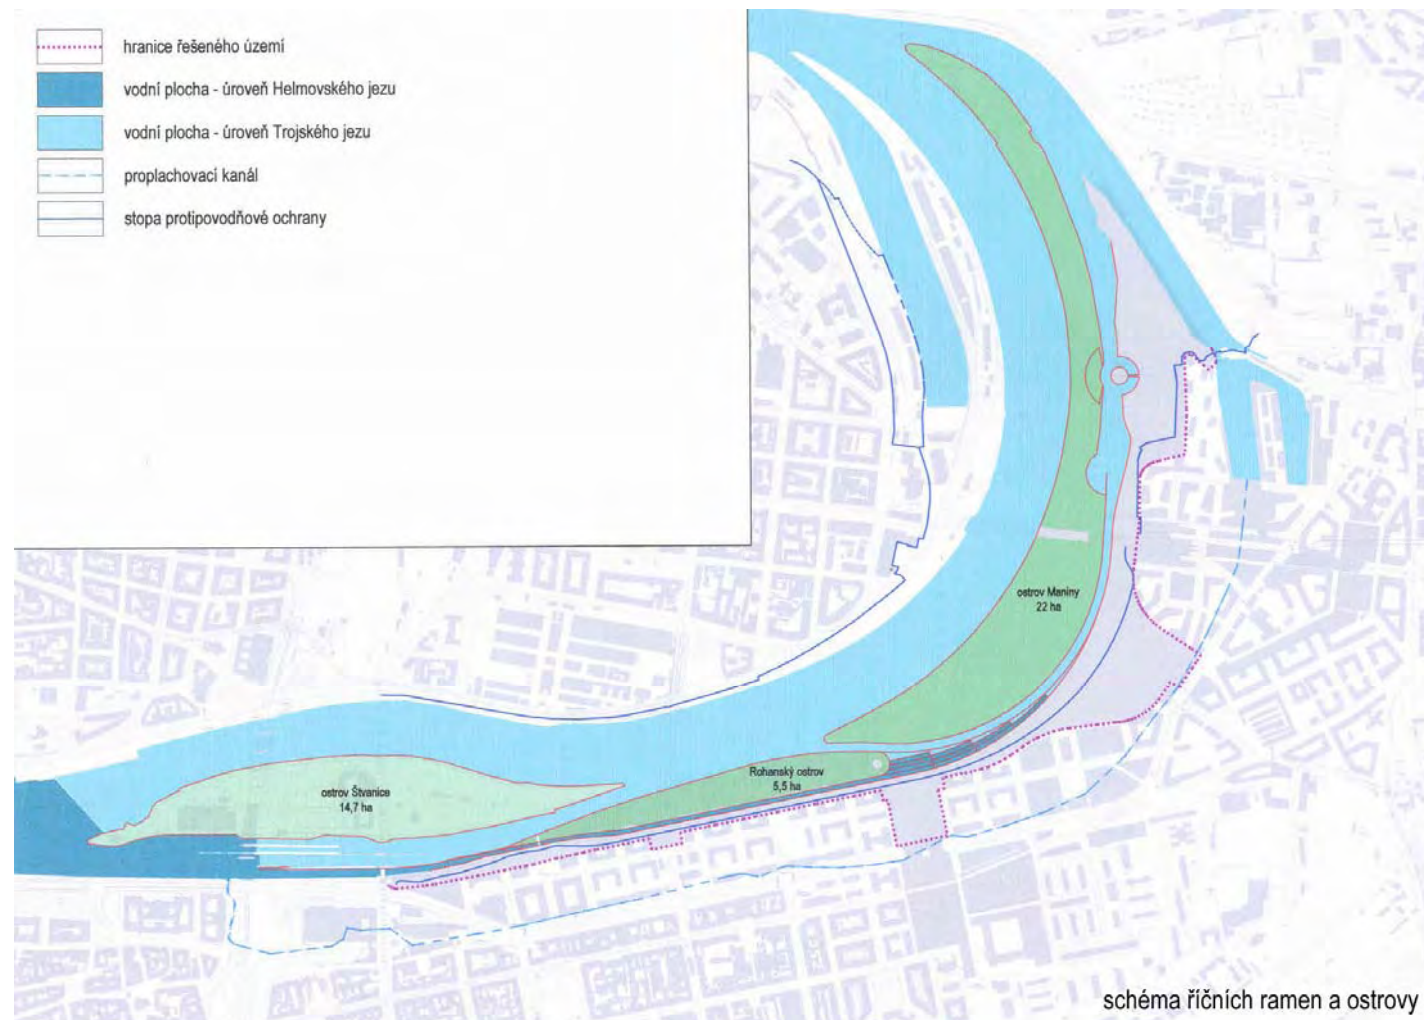 hranice řešeného území
vodní plocha - úroveň Helmovského jezu
vodní plocha - úroveň Trojského jezu
proplachovací kanál
stopa protipovodňové ochrany
ostrov Maniny
22 ha
Rohanský ostrov
5,5 ha
ostrov Štvanice
14,7 ha
schéma říčních ramen a ostrovy